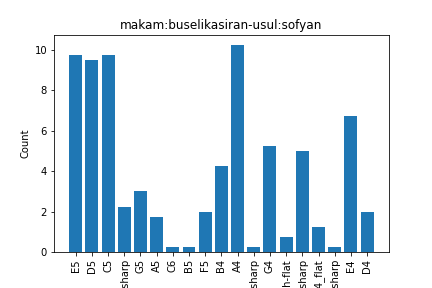 makam:buselikasiran-usul:sofyan
10
8
6
4
2
0
Count
E5
D5
C5
sharp
G5
A5
C6
B5
F5
B4
A4
sharp
G4
h-flat
sharp
4_flat
sharp
E4
D4